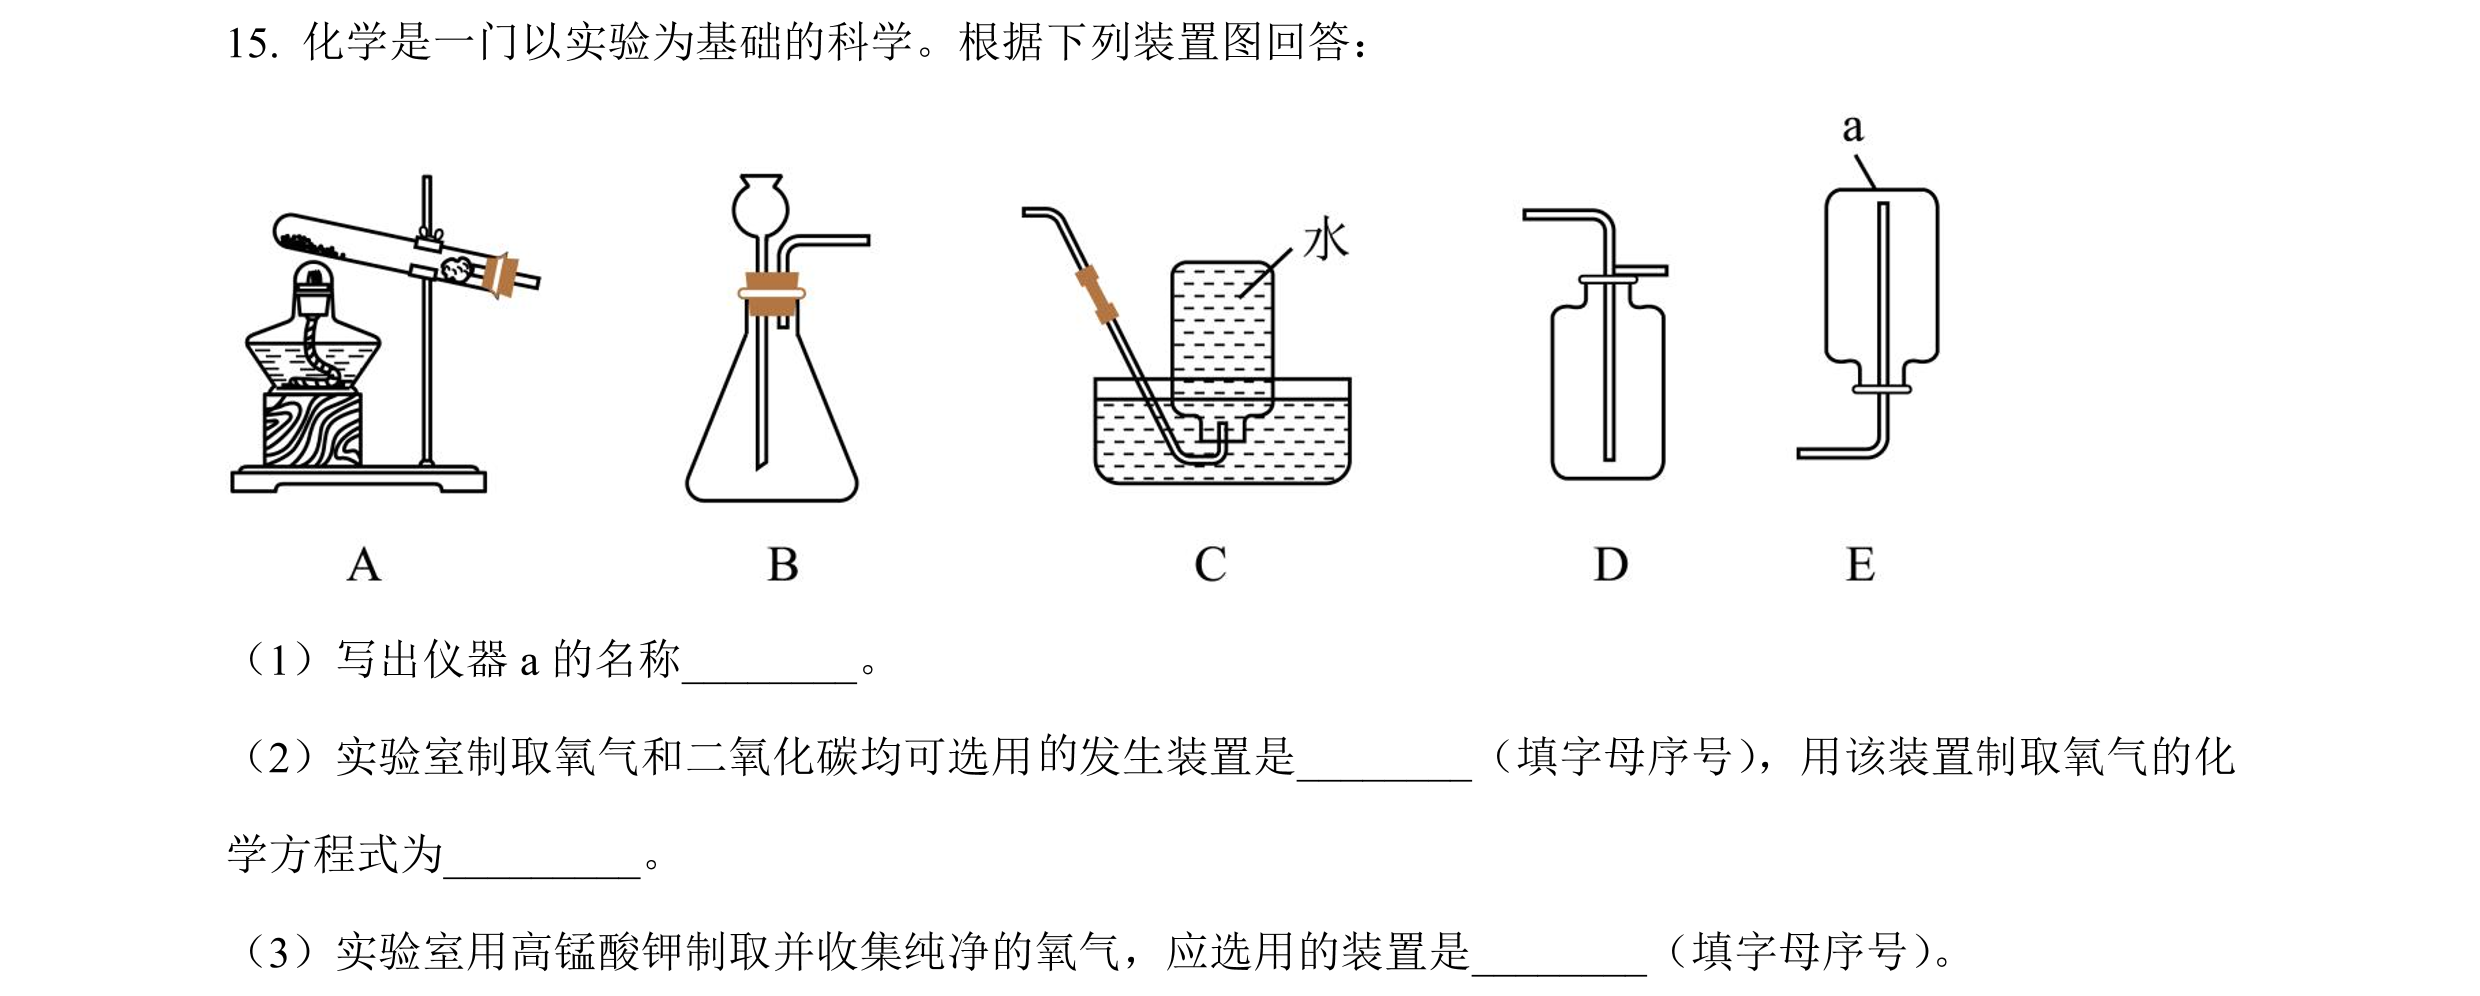 15. 化学是一门以实验为基础的科学。根据下列装置图回答：
a
水
A B C D E
（1）写出仪器 a 的名称________。
（2）实验室制取氧气和二氧化碳均可选用的发生装置是________（填字母序号），用该装置制取氧气的化
学方程式为_________。
（3）实验室用高锰酸钾制取并收集纯净的氧气，应选用的装置是________（填字母序号）。